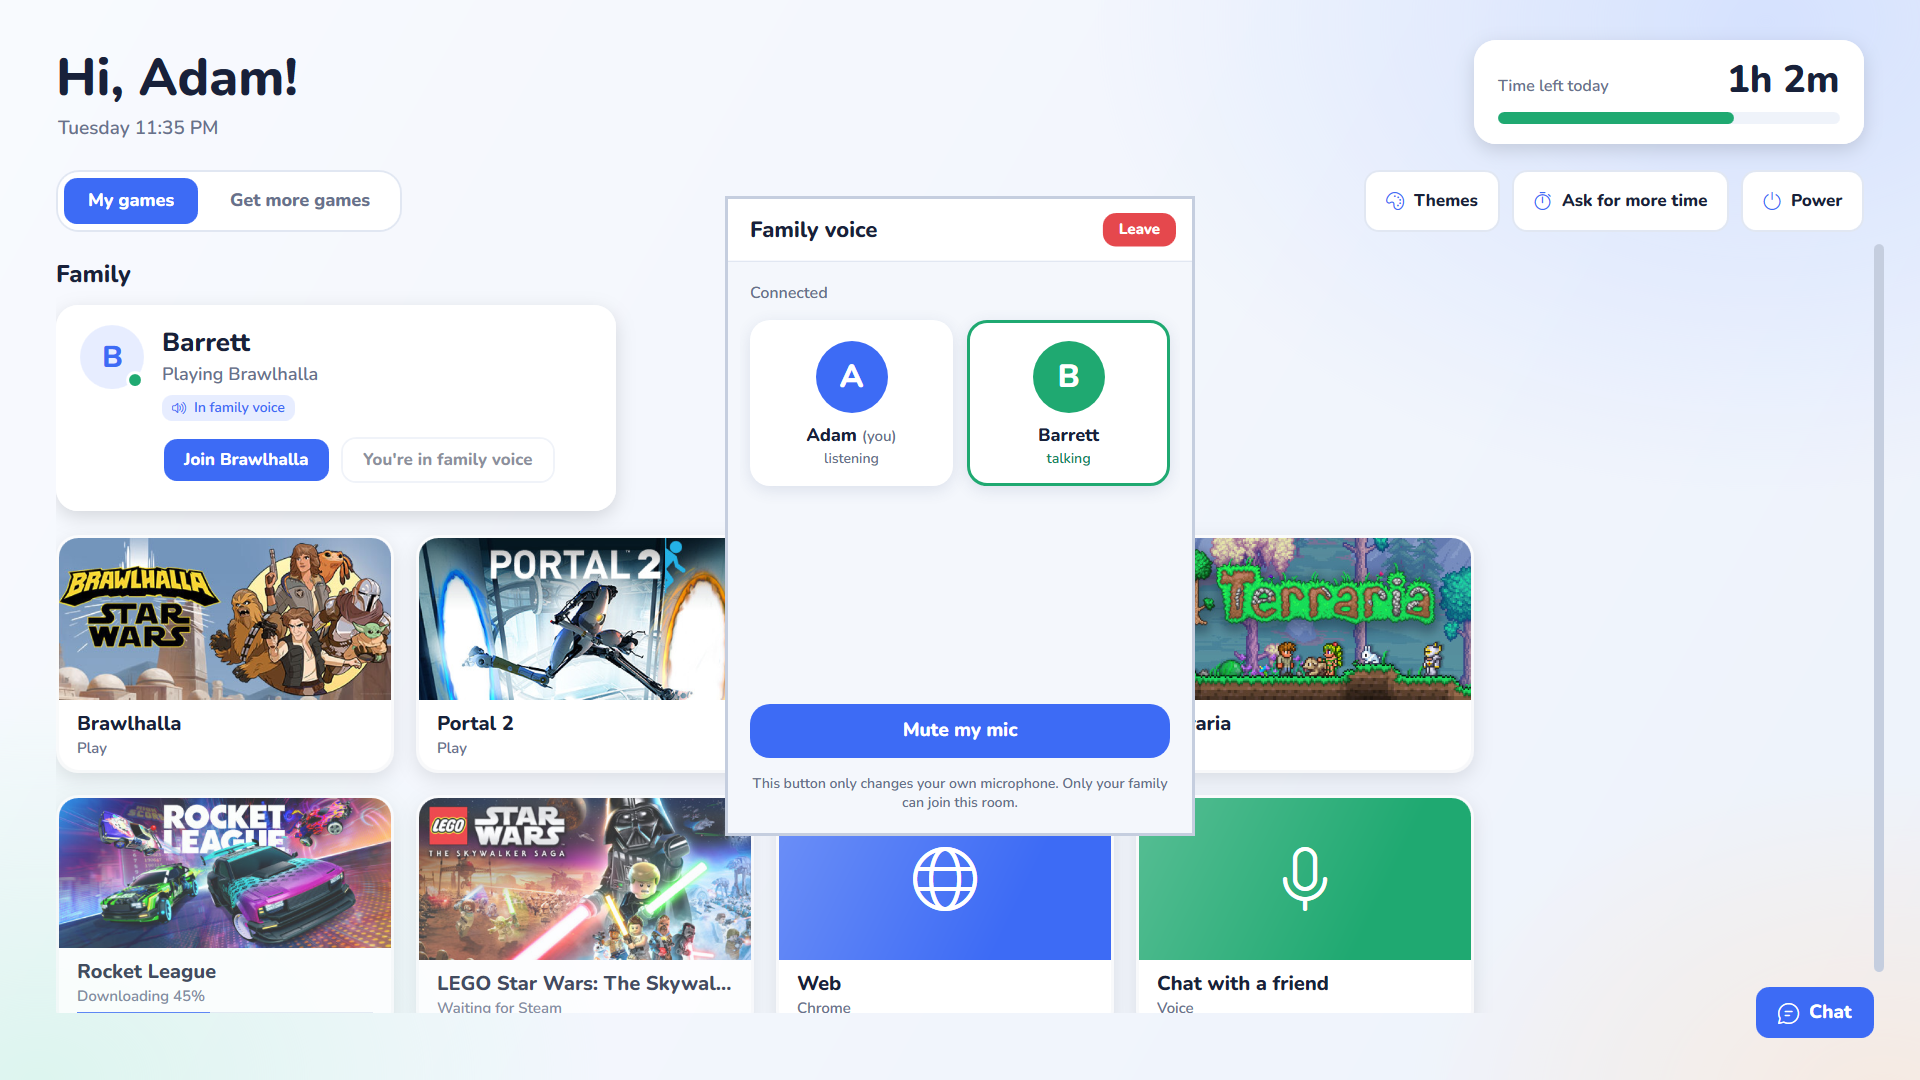 Hi, Adam!
Tuesday 11:35 PM
Time left today
1h 2m
My games
Get more games
Themes
Ask for more time
Power
Family
B
Barrett
Playing Brawlhalla
In family voice
Join Brawlhalla
You're in family voice
Family voice
Leave
Connected
A
Adam (you)
listening
B
Barrett
talking
Mute my mic
This button only changes your own microphone. Only your family
can join this room.
BRAWLHALLA
STAR
WARS
Brawlhalla
Play
PORTAL 2
Portal 2
Play
Terraria
raria
ROCKET
LEAGUE
Rocket League
Downloading 45%
LEGO
STAR
WARS
THE SKYWALKER SAGA
LEGO Star Wars: The Skywal...
Waiting for Steam
Web
Chrome
Chat with a friend
Voice
Chat